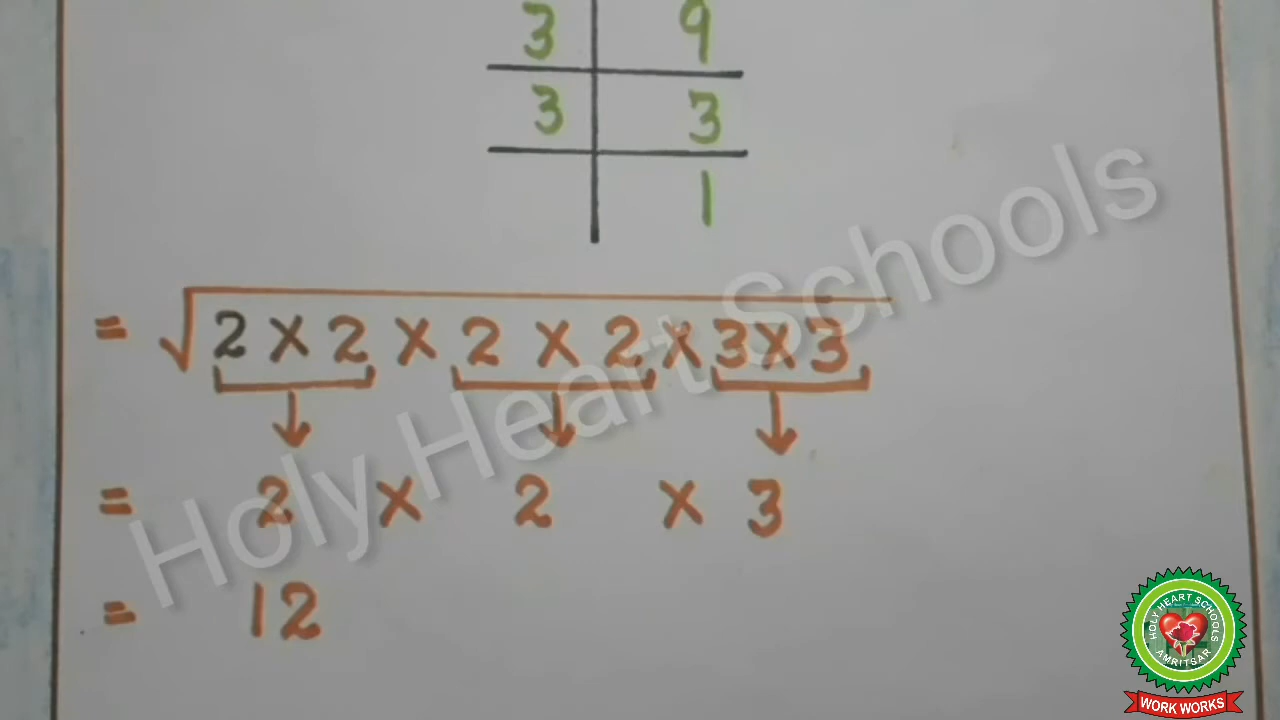 3 9
3 3
1
= √2 × 2 × 2 × 2 × 3 × 3
= 2 × 2 × 3
= 12
Holy Heart Schools
HOLY HEART SCHOOLS
AMRITSAR
WORK WORKS